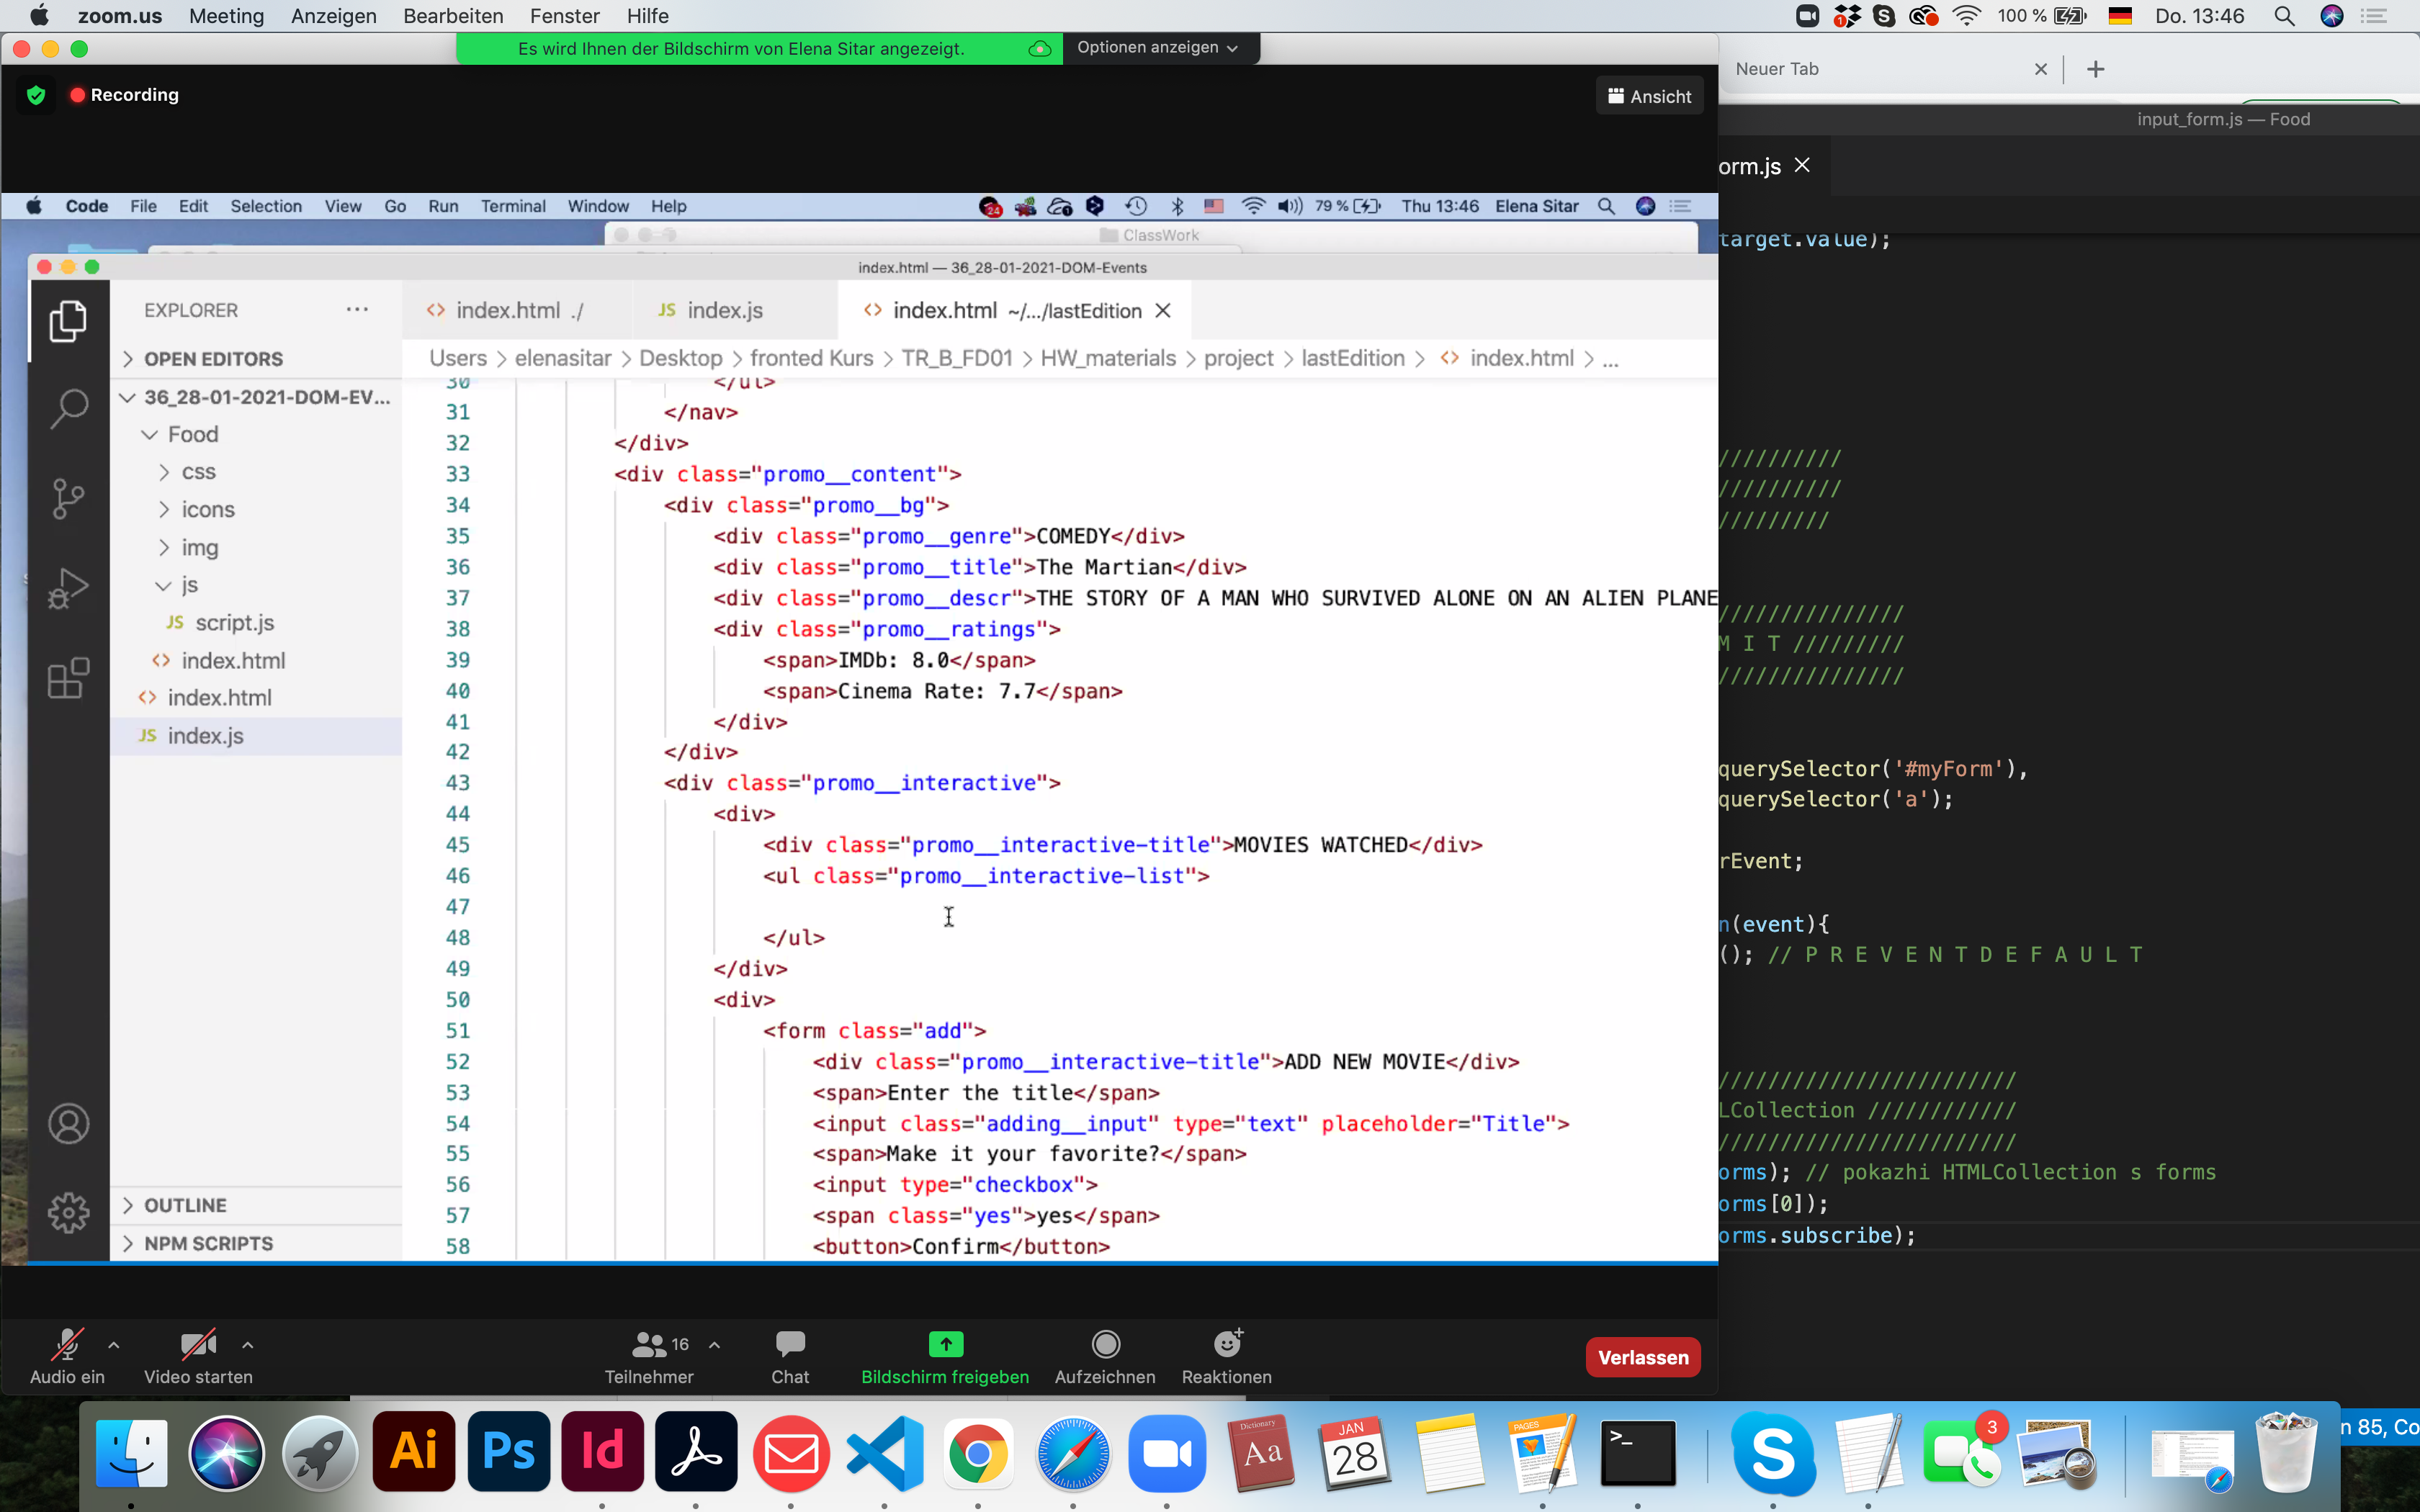 zoom.us Meeting Anzeigen Bearbeiten Fenster Hilfe 1 100 % Do. 13:46
Es wird Ihnen der Bildschirm von Elena Sitar angezeigt. Optionen anzeigen
Neuer Tab
Recording
Ansicht
input_form.js — Food
orm.js
Code File Edit Selection View Go Run Terminal Window Help 24 79 % Thu 13:46 Elena Sitar
ClassWork
target.value);
index.html — 36_28-01-2021-DOM-Events
EXPLORER ··· <> index.html ./ JS index.js <> index.html ~/.../lastEdition
OPEN EDITORS
Users > elenasitar > Desktop > fronted Kurs > TR_B_FD01 > HW_materials > project > lastEdition > <> index.html > ...
36_28-01-2021-DOM-EV...
Food
css
icons
img
js
JS script.js
<> index.html
<> index.html
JS index.js
OUTLINE
NPM SCRIPTS
30 </ul>
31 </nav>
32 </div>
33 <div class="promo__content">
34 <div class="promo__bg">
35 <div class="promo__genre">COMEDY</div>
36 <div class="promo__title">The Martian</div>
37 <div class="promo__descr">THE STORY OF A MAN WHO SURVIVED ALONE ON AN ALIEN PLANE
38 <div class="promo__ratings">
39 <span>IMDb: 8.0</span>
40 <span>Cinema Rate: 7.7</span>
41 </div>
42 </div>
43 <div class="promo__interactive">
44 <div>
45 <div class="promo__interactive-title">MOVIES WATCHED</div>
46 <ul class="promo__interactive-list">
47
48 </ul>
49 </div>
50 <div>
51 <form class="add">
52 <div class="promo__interactive-title">ADD NEW MOVIE</div>
53 <span>Enter the title</span>
54 <input class="adding__input" type="text" placeholder="Title">
55 <span>Make it your favorite?</span>
56 <input type="checkbox">
57 <span class="yes">yes</span>
58 <button>Confirm</button>
//////////
//////////
/////////
///////////////
M I T /////////
///////////////
querySelector('#myForm'),
querySelector('a');
rEvent;
n(event){
(); // P R E V E N T D E F A U L T
////////////////////////
LCollection ////////////
////////////////////////
orms); // pokazhi HTMLCollection s forms
orms[0]);
orms.subscribe);
Audio ein Video starten 16 Teilnehmer Chat Bildschirm freigeben Aufzeichnen Reaktionen Verlassen
n 85, Co
Ai Ps Id Dictionary Aa JAN 28 PAGES >_ S 3